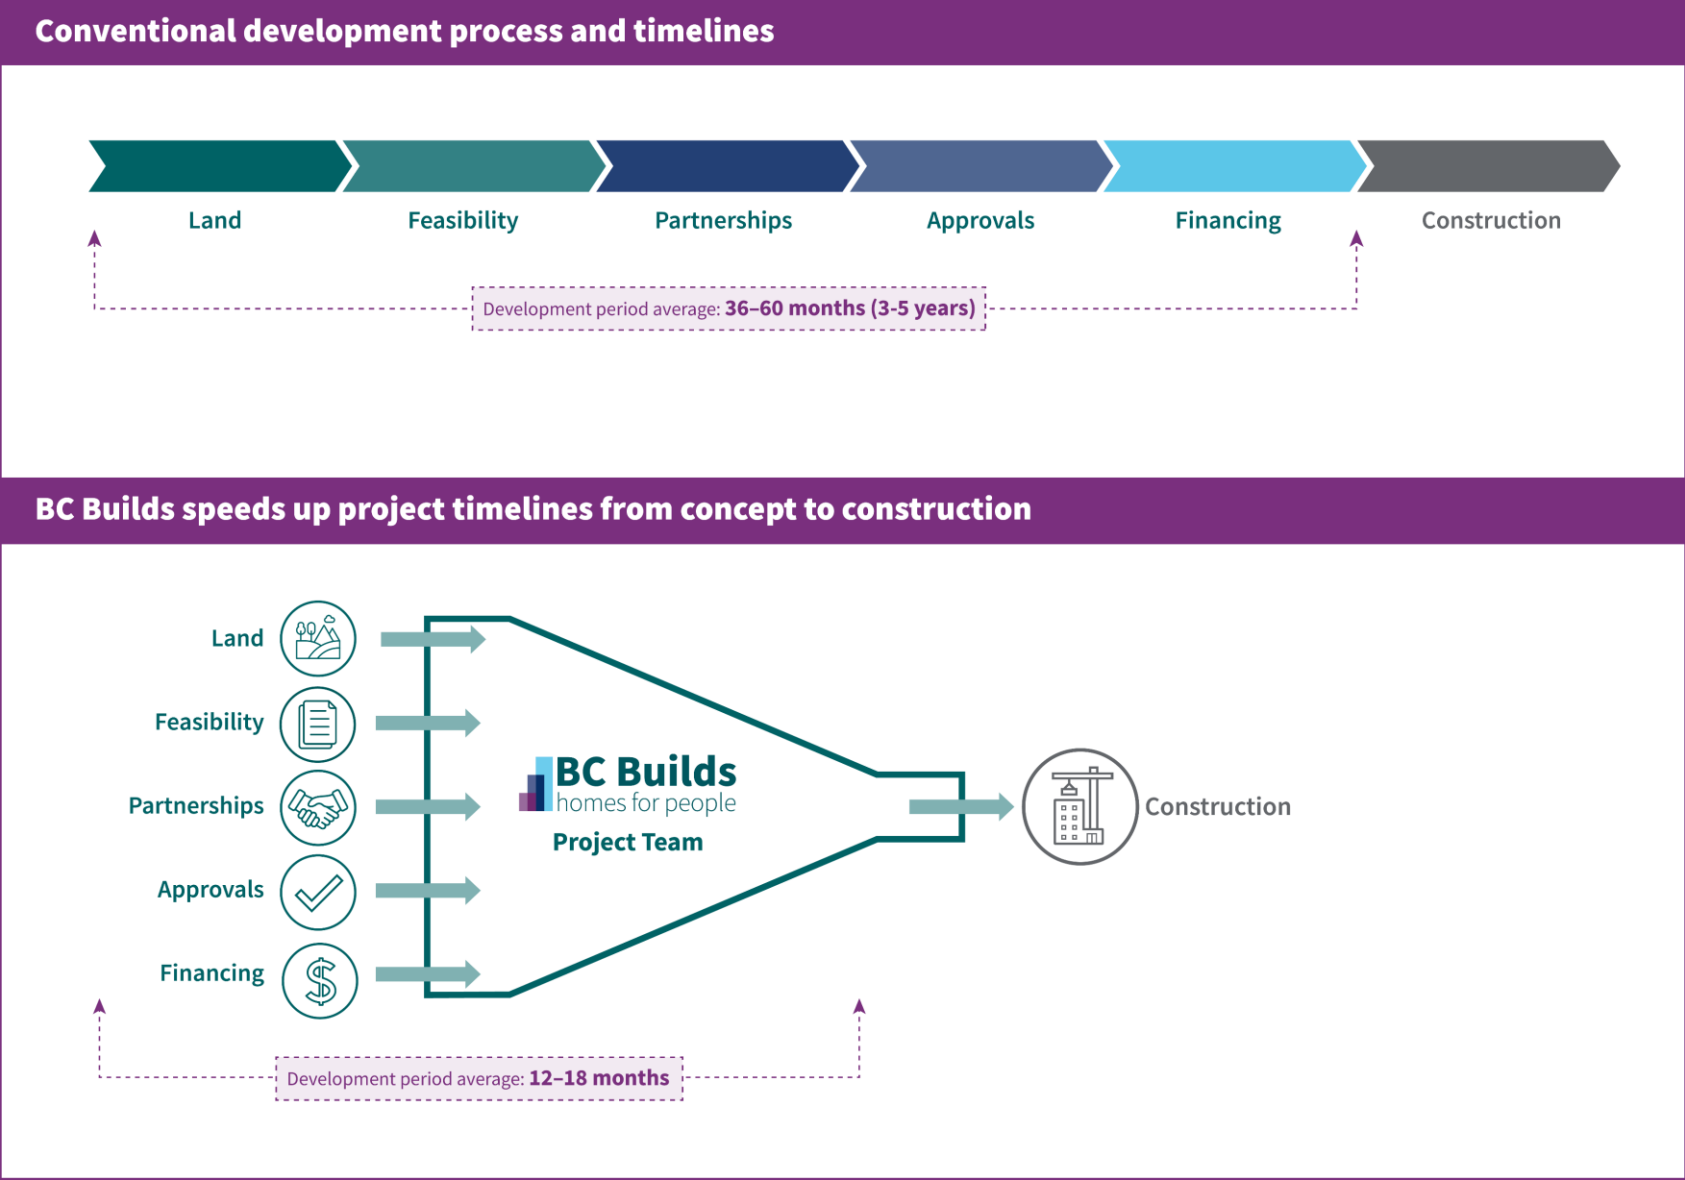 Conventional development process and timelines
Land
Feasibility
Partnerships
Approvals
Financing
Construction
Development period average: 36–60 months (3-5 years)
BC Builds speeds up project timelines from concept to construction
Land
Feasibility
Partnerships
Approvals
Financing
BC Builds
homes for people
Project Team
Construction
Development period average: 12–18 months